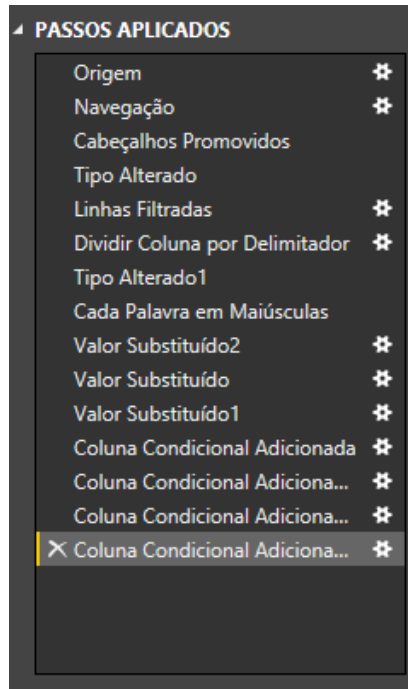 PASSOS APLICADOS
Origem
Navegação
Cabeçalhos Promovidos
Tipo Alterado
Linhas Filtradas
Dividir Coluna por Delimitador
Tipo Alterado1
Cada Palavra em Maiúsculas
Valor Substituído2
Valor Substituído
Valor Substituído1
Coluna Condicional Adicionada
Coluna Condicional Adiciona...
Coluna Condicional Adiciona...
Coluna Condicional Adiciona...